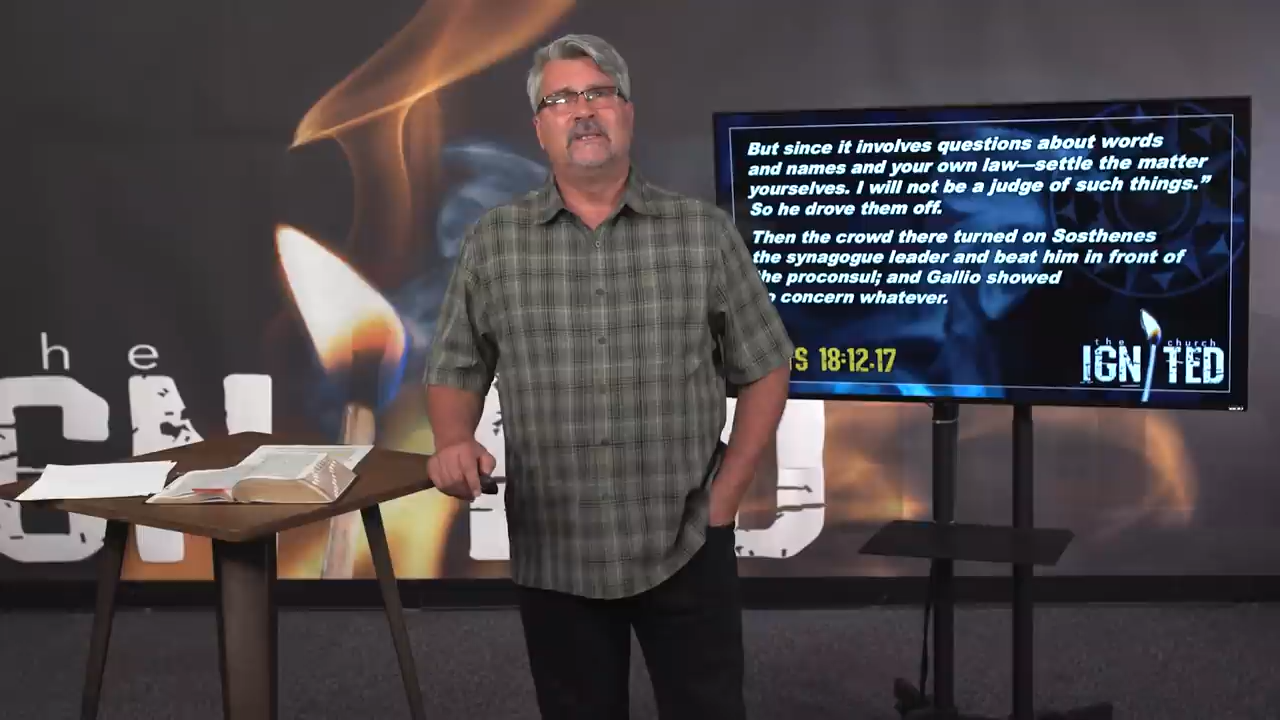 But since it involves questions about words
and names and your own law—settle the matter
yourselves. I will not be a judge of such things.”
So he drove them off.
Then the crowd there turned on Sosthenes
the synagogue leader and beat him in front of
the proconsul; and Gallio showed
concern whatever.
18:12.17
the church
IGNITED
he